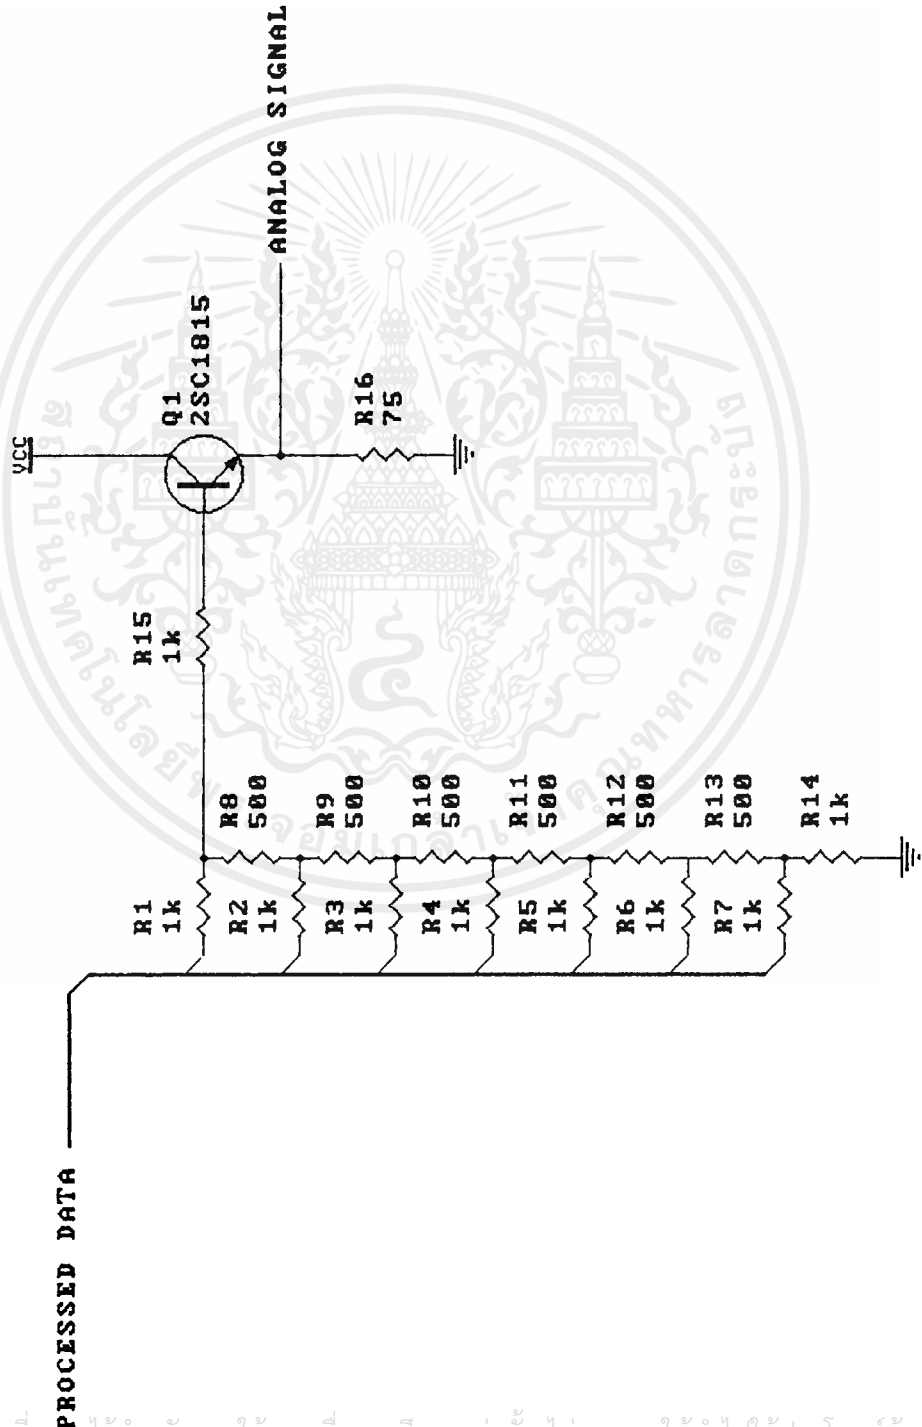 PROCESSED DATA
R1
1k
R2
1k
R3
1k
R4
1k
R5
1k
R6
1k
R7
1k
R8
500
R9
500
R10
500
R11
500
R12
500
R13
500
R14
1k
R15
1k
VCC
Q1
2SC1815
R16
75
ANALOG SIGNAL